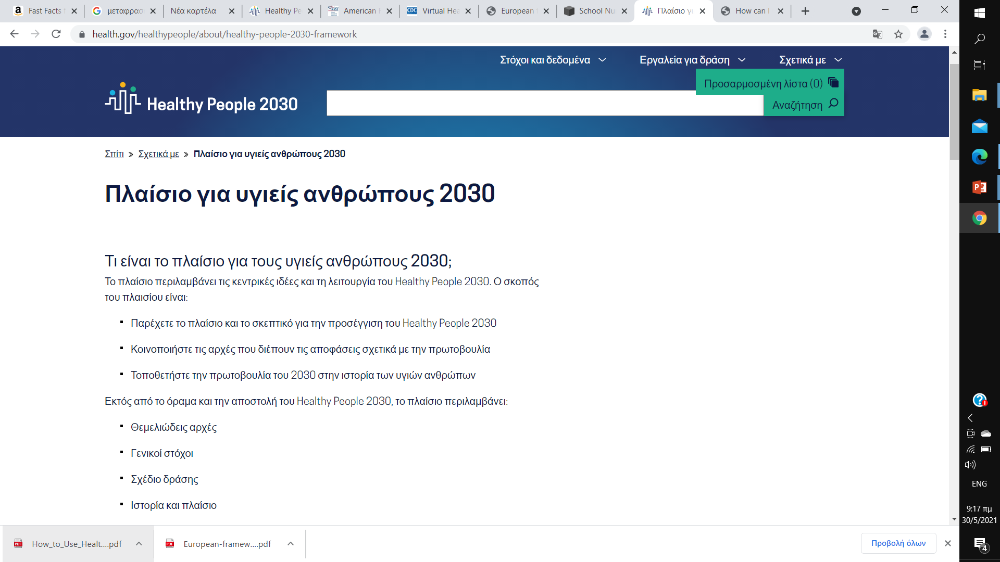 Fast Facts
μεταφρασ
Νέα καρτέλα
Healthy Pe
American
Virtual Hea
European
School Nu
Πλαίσιο γι
How can
health.gov/healthypeople/about/healthy-people-2030-framework
Στόχοι και δεδομένα
Εργαλεία για δράση
Σχετικά με
Προσαρμοσμένη λίστα (0)
Healthy People 2030
Αναζήτηση
Σπίτι » Σχετικά με » Πλαίσιο για υγιείς ανθρώπους 2030
Πλαίσιο για υγιείς ανθρώπους 2030
Τι είναι το πλαίσιο για τους υγιείς ανθρώπους 2030;
Το πλαίσιο περιλαμβάνει τις κεντρικές ιδέες και τη λειτουργία του Healthy People 2030. Ο σκοπός
του πλαισίου είναι:
Παρέχετε το πλαίσιο και το σκεπτικό για την προσέγγιση του Healthy People 2030
Κοινοποιήστε τις αρχές που διέπουν τις αποφάσεις σχετικά με την πρωτοβουλία
Τοποθετήστε την πρωτοβουλία του 2030 στην ιστορία των υγιών ανθρώπων
Εκτός από το όραμα και την αποστολή του Healthy People 2030, το πλαίσιο περιλαμβάνει:
Θεμελιώδεις αρχές
Γενικοί στόχοι
Σχέδιο δράσης
Ιστορία και πλαίσιο
How_to_Use_Healt....pdf
European-framew....pdf
Προβολή όλων
ENG
9:17 πμ
30/5/2021
4